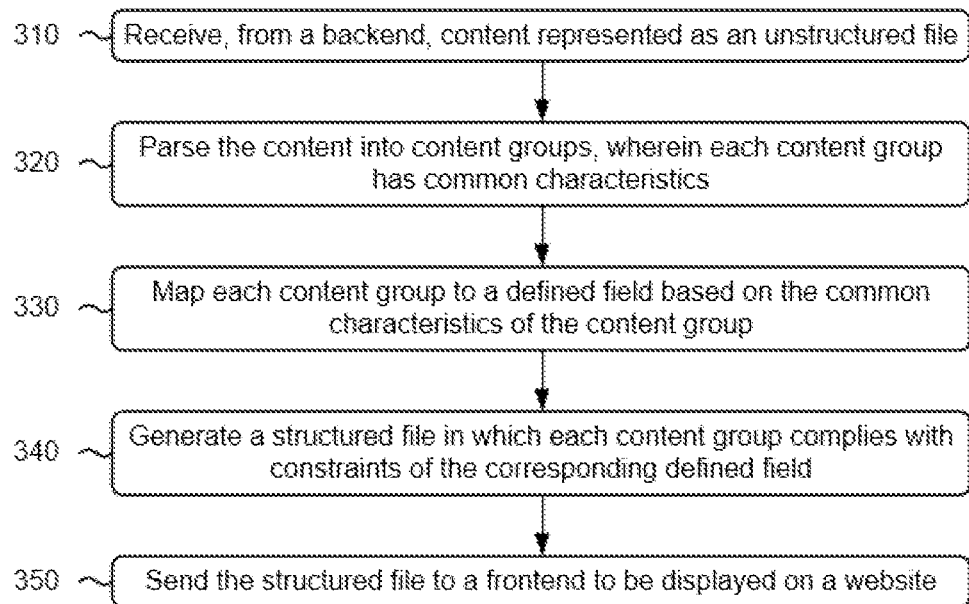 310 Receive, from a backend, content represented as an unstructured file
320 Parse the content into content groups, wherein each content group
has common characteristics
330 Map each content group to a defined field based on the common
characteristics of the content group
340 Generate a structured file in which each content group complies with
constraints of the corresponding defined field
350 Send the structured file to a frontend to be displayed on a website